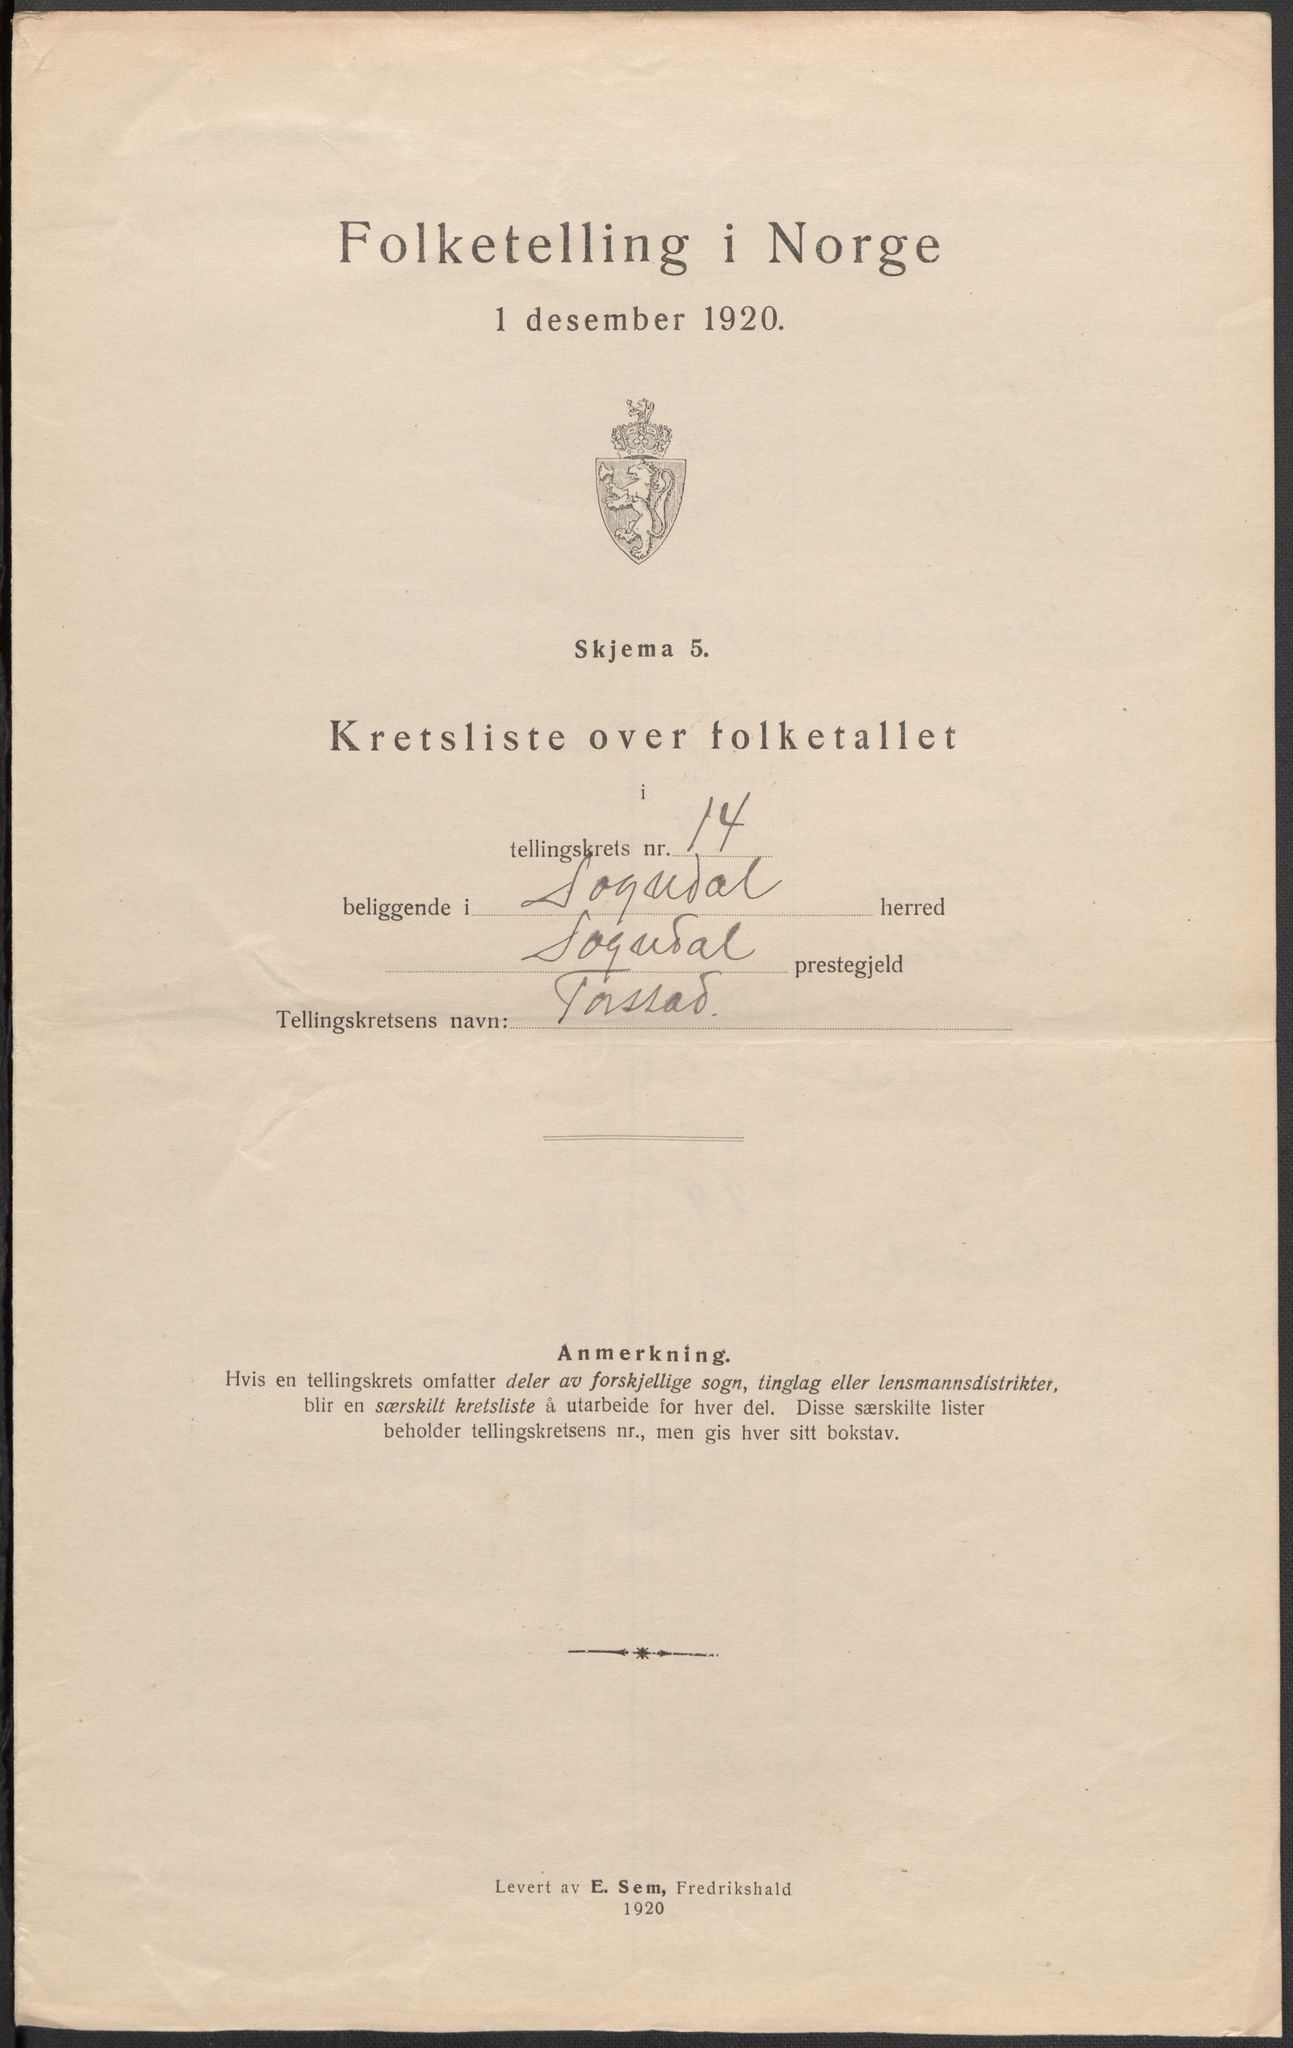 Folketelling i Norge
1 desember 1920.
Skjema 5.
Kretsliste over folketallet
i
tellingskrets nr. 14
beliggende i Sogndal herred
Sogndal prestegjeld
Tellingskretsens navn: Torstad.
Anmerkning.
Hvis en tellingskrets omfatter deler av forskjellige sogn, tinglag eller lensmannsdistrikter,
blir en særskilt kretsliste å utarbeide for hver del. Disse særskilte lister
beholder tellingskretsens nr., men gis hver sitt bokstav.
Levert av E. Sem, Fredrikshald
1920